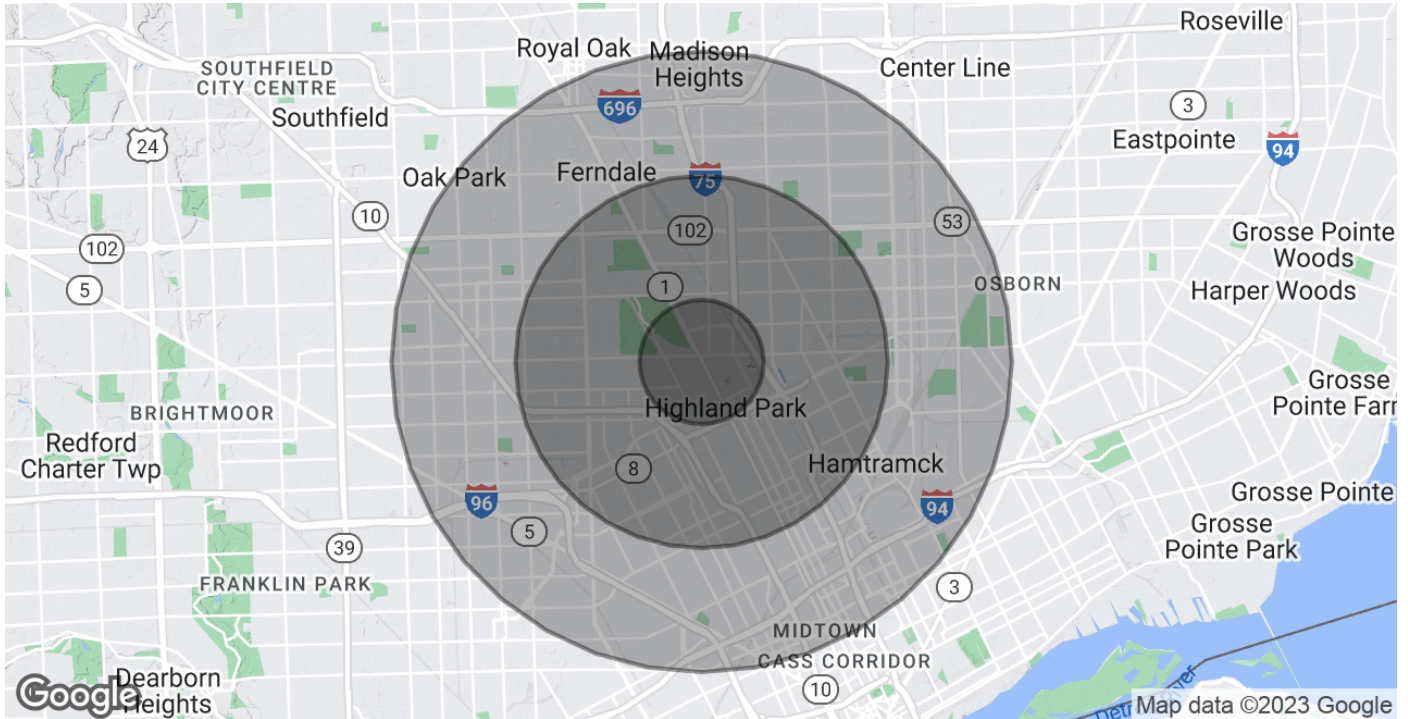 Roseville
Royal Oak
Madison
Heights
SOUTHFIELD
CITY CENTRE
Center Line
Southfield
696
3
24
Eastpointe
94
Oak Park
Ferndale
75
10
53
102
102
Grosse Pointe
Woods
5
1
OSBORN
Harper Woods
Grosse
Pointe Farr
BRIGHTMOOR
Highland Park
Redford
Charter Twp
8
Hamtramck
96
94
Grosse Pointe
5
Grosse
Pointe Park
39
FRANKLIN PARK
3
MIDTOWN
CASS CORRIDOR
10
Dearborn
Heights
Google
Detroit River
Map data ©2023 Google